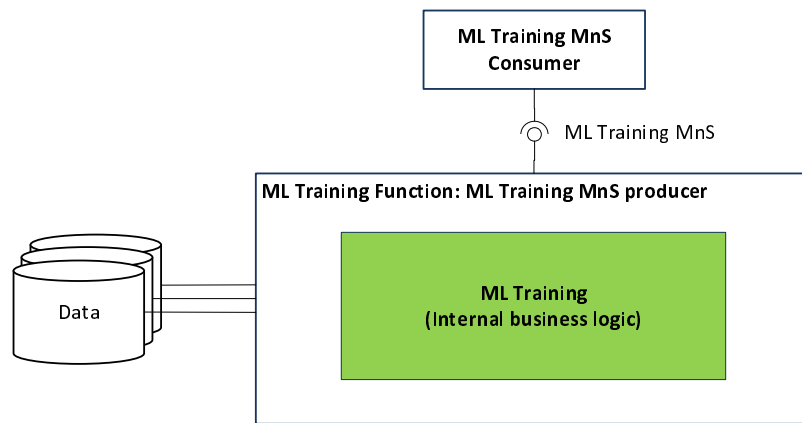 ML Training MnS
Consumer
ML Training MnS
ML Training Function: ML Training MnS producer
ML Training
(Internal business logic)
Data